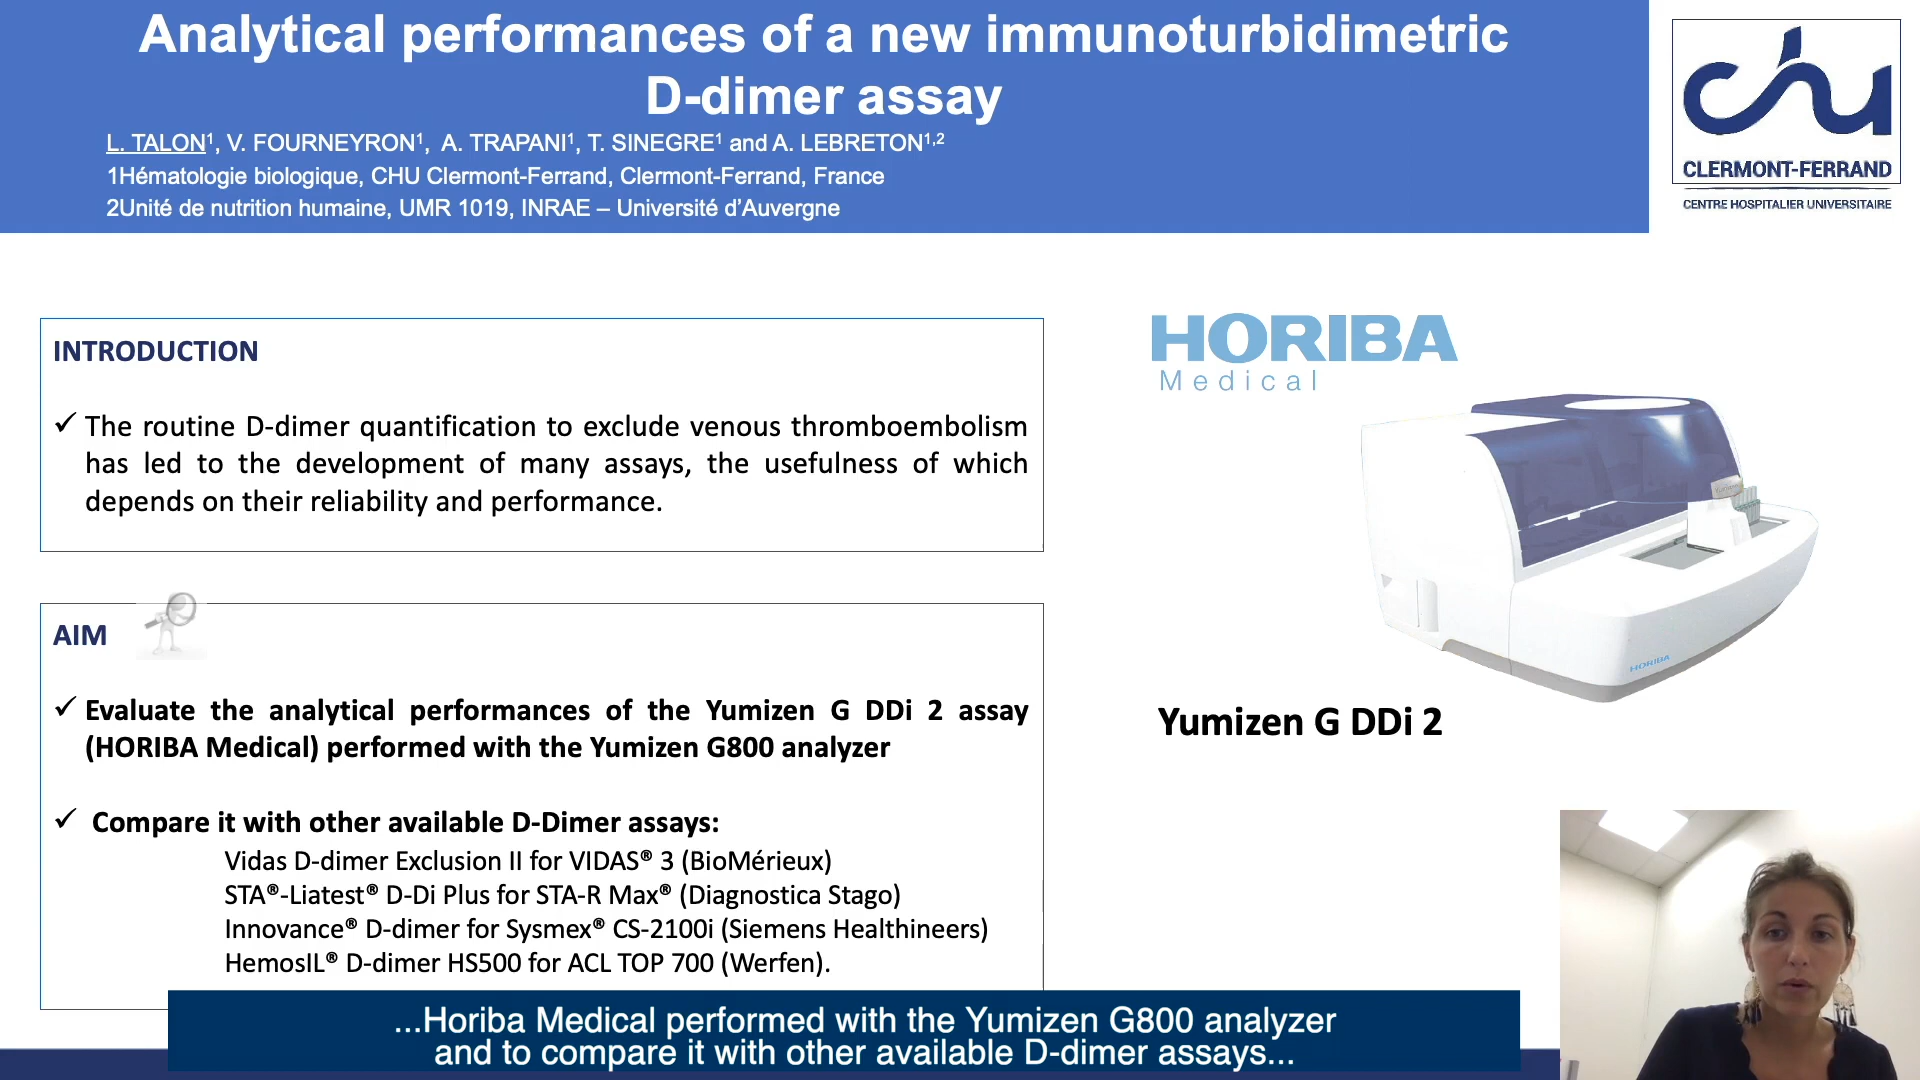 Analytical performances of a new immunoturbidimetric
D-dimer assay
L. TALON¹, V. FOURNEYRON¹, A. TRAPANI¹, T. SINEGRE¹ and A. LEBRETON¹,²
1Hématologie biologique, CHU Clermont-Ferrand, Clermont-Ferrand, France
2Unité de nutrition humaine, UMR 1019, INRAE – Université d'Auvergne
chu
CLERMONT-FERRAND
CENTRE HOSPITALIER UNIVERSITAIRE
INTRODUCTION
✓ The routine D-dimer quantification to exclude venous thromboembolism
has led to the development of many assays, the usefulness of which
depends on their reliability and performance.
HORIBA
Medical
HORIBA
Yumizen G DDi 2
AIM
✓ Evaluate the analytical performances of the Yumizen G DDi 2 assay
(HORIBA Medical) performed with the Yumizen G800 analyzer
✓ Compare it with other available D-Dimer assays:
Vidas D-dimer Exclusion II for VIDAS® 3 (BioMérieux)
STA®-Liatest® D-Di Plus for STA-R Max® (Diagnostica Stago)
Innovance® D-dimer for Sysmex® CS-2100i (Siemens Healthineers)
HemosIL® D-dimer HS500 for ACL TOP 700 (Werfen).
...Horiba Medical performed with the Yumizen G800 analyzer
and to compare it with other available D-dimer assays...